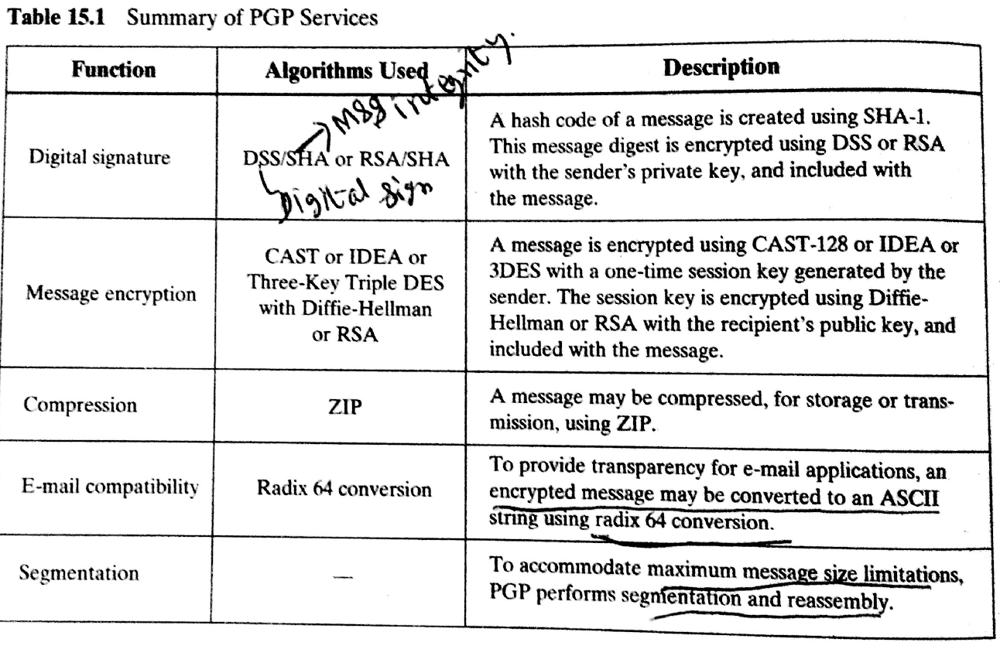 Table 15.1 Summary of PGP Services
Function Algorithms Used Description
Msg integrity.
Digital signature
DSS/SHA or RSA/SHA
Digital sign
A hash code of a message is created using SHA-1.
This message digest is encrypted using DSS or RSA
with the sender's private key, and included with
the message.
Message encryption
CAST or IDEA or
Three-Key Triple DES
with Diffie-Hellman
or RSA
A message is encrypted using CAST-128 or IDEA or
3DES with a one-time session key generated by the
sender. The session key is encrypted using Diffie-
Hellman or RSA with the recipient's public key, and
included with the message.
Compression
ZIP
A message may be compressed, for storage or trans-
mission, using ZIP.
E-mail compatibility
Radix 64 conversion
To provide transparency for e-mail applications, an
encrypted message may be converted to an ASCII
string using radix 64 conversion.
Segmentation
—
To accommodate maximum message size limitations,
PGP performs segmentation and reassembly.